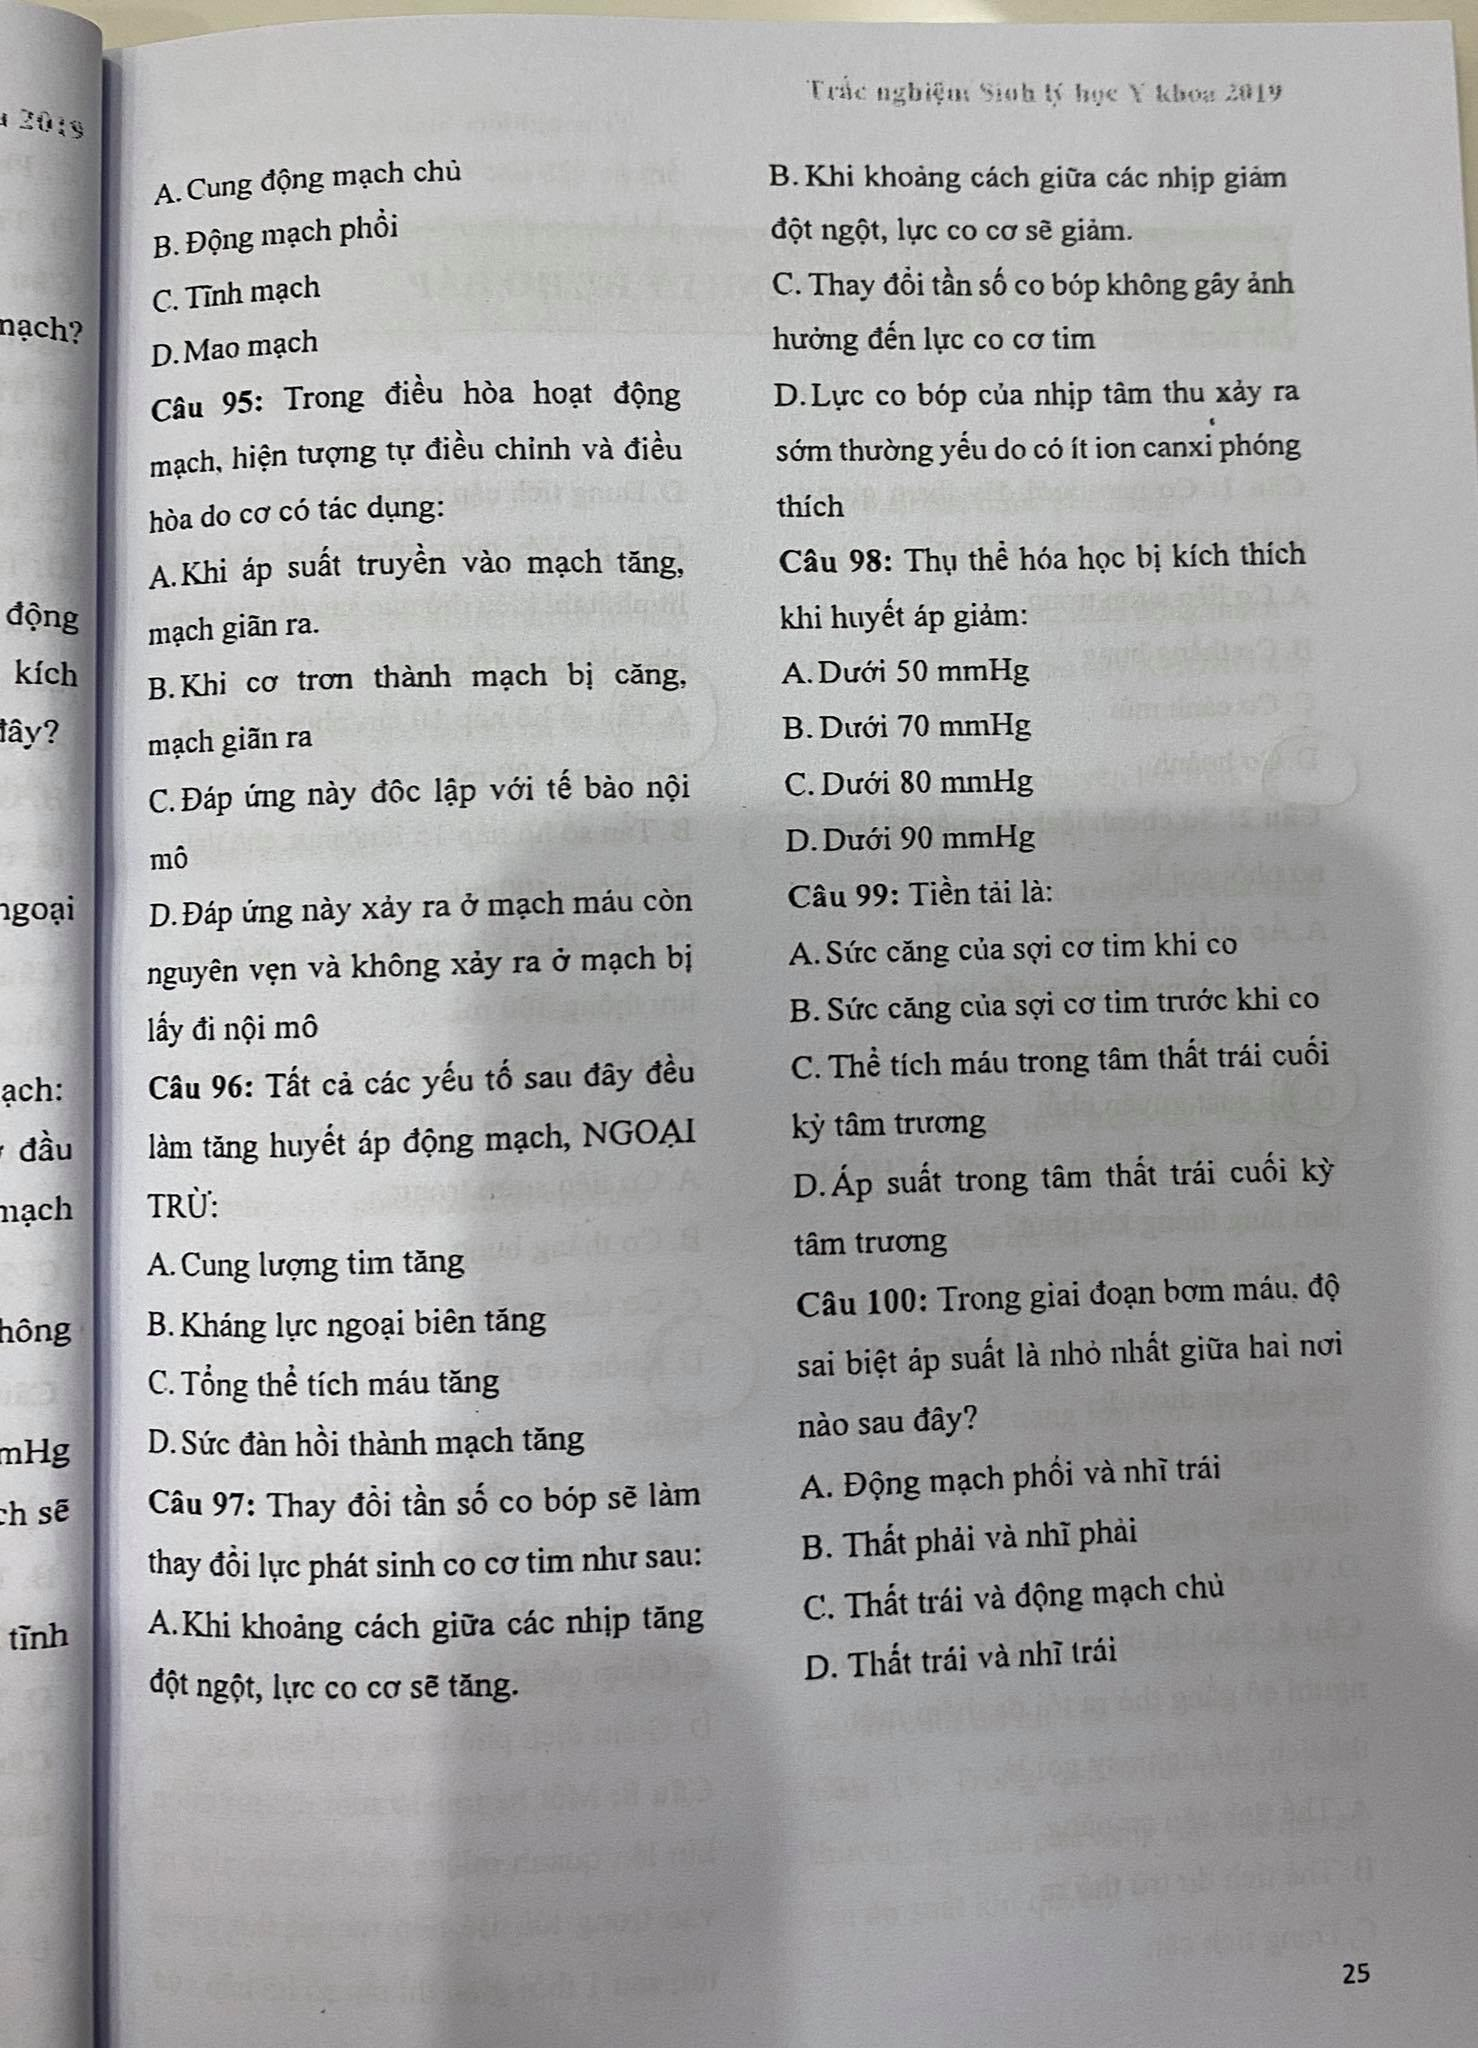 Trắc nghiệm Sinh lý học Y khoa 2019
2019
mạch?
động
kích
đây?
ngoại
ạch:
đầu
mạch
hông
mHg
ch sẽ
tĩnh
A. Cung động mạch chủ
B. Động mạch phổi
C. Tĩnh mạch
D. Mao mạch
Câu 95: Trong điều hòa hoạt động
mạch, hiện tượng tự điều chỉnh và điều
hòa do cơ có tác dụng:
A. Khi áp suất truyền vào mạch tăng,
mạch giãn ra.
B. Khi cơ trơn thành mạch bị căng,
mạch giãn ra
C. Đáp ứng này đôc lập với tế bào nội
mô
D. Đáp ứng này xảy ra ở mạch máu còn
nguyên vẹn và không xảy ra ở mạch bị
lấy đi nội mô
Câu 96: Tất cả các yếu tố sau đây đều
làm tăng huyết áp động mạch, NGOẠI
TRỪ:
A. Cung lượng tim tăng
B. Kháng lực ngoại biên tăng
C. Tổng thể tích máu tăng
D. Sức đàn hồi thành mạch tăng
Câu 97: Thay đổi tần số co bóp sẽ làm
thay đổi lực phát sinh co cơ tim như sau:
A. Khi khoảng cách giữa các nhịp tăng
đột ngột, lực co cơ sẽ tăng.
B. Khi khoảng cách giữa các nhịp giảm
đột ngột, lực co cơ sẽ giảm.
C. Thay đổi tần số co bóp không gây ảnh
hưởng đến lực co cơ tim
D. Lực co bóp của nhịp tâm thu xảy ra
sớm thường yếu do có ít ion canxi phóng
thích
Câu 98: Thụ thể hóa học bị kích thích
khi huyết áp giảm:
A. Dưới 50 mmHg
B. Dưới 70 mmHg
C. Dưới 80 mmHg
D. Dưới 90 mmHg
Câu 99: Tiền tải là:
A. Sức căng của sợi cơ tim khi co
B. Sức căng của sợi cơ tim trước khi co
C. Thể tích máu trong tâm thất trái cuối
kỳ tâm trương
D. Áp suất trong tâm thất trái cuối kỳ
tâm trương
Câu 100: Trong giai đoạn bơm máu, độ
sai biệt áp suất là nhỏ nhất giữa hai nơi
nào sau đây?
A. Động mạch phổi và nhĩ trái
B. Thất phải và nhĩ phải
C. Thất trái và động mạch chủ
D. Thất trái và nhĩ trái
25